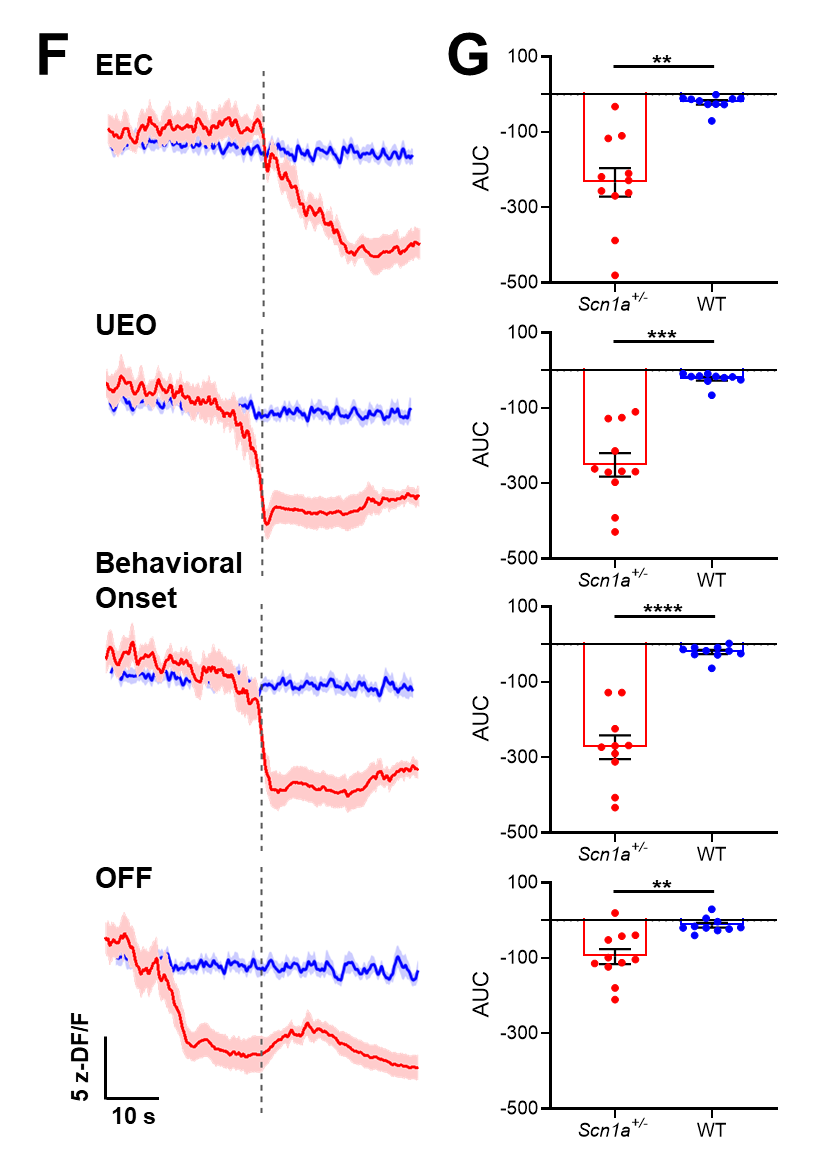 F
G
EEC
**
100
-100
-300
-500
AUC
Scn1a+/-
WT
UEO
***
100
-100
-300
-500
AUC
Scn1a+/-
WT
Behavioral
Onset
****
100
-100
-300
-500
AUC
Scn1a+/-
WT
OFF
**
100
-100
-300
-500
AUC
Scn1a+/-
WT
5 z-DF/F
10 s